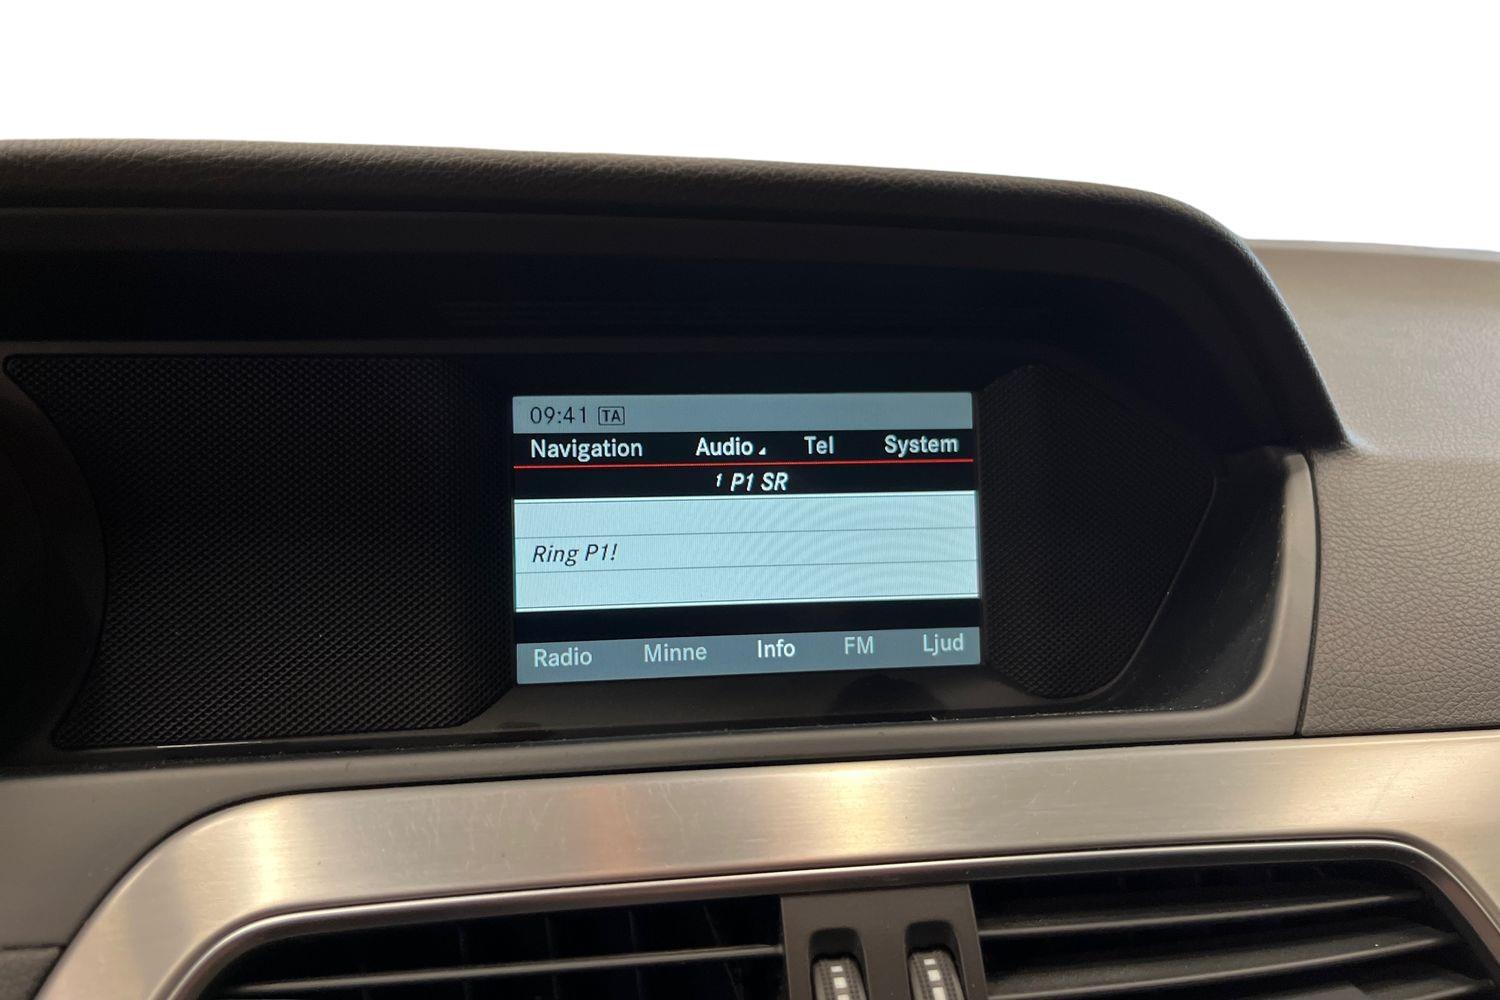 09:41 TA
Navigation Audio Tel System
1 P1 SR
Ring P1!
Radio Minne Info FM Ljud